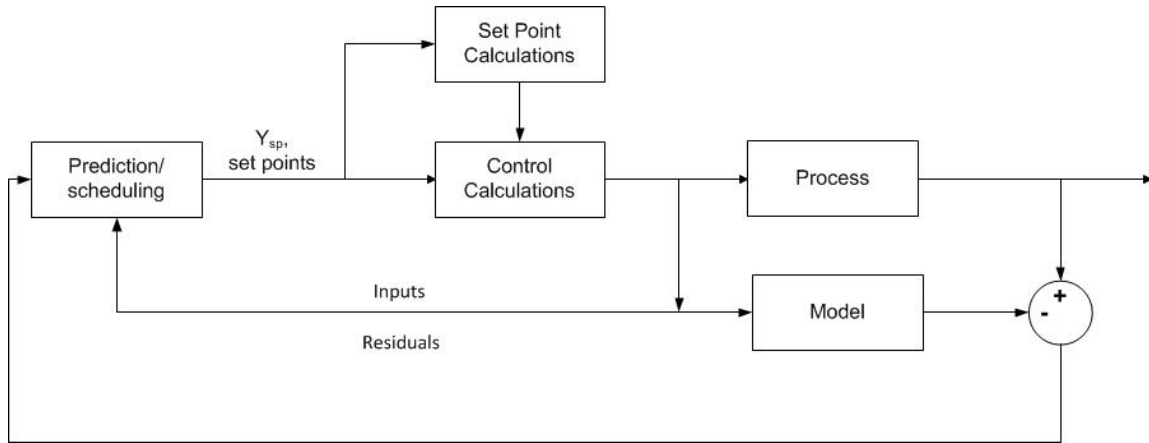 Set Point
Calculations
Y_sp,
set points
Prediction/
scheduling
Control
Calculations
Process
Inputs
Residuals
Model
+
-